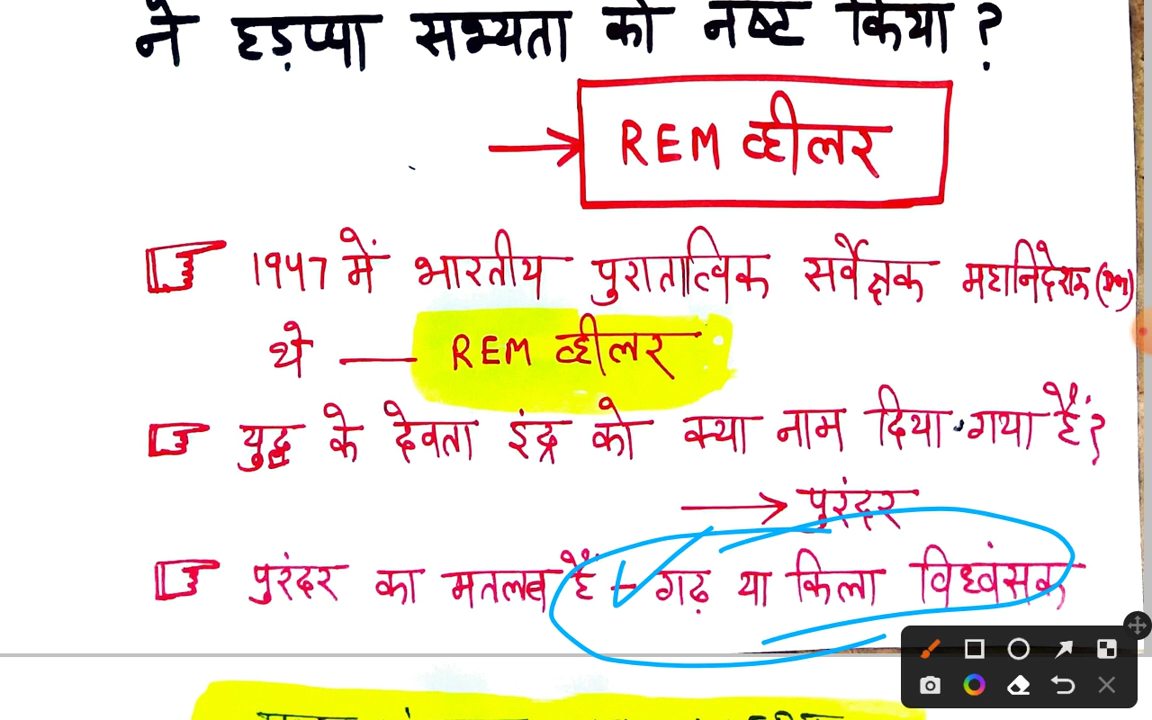 ने हड़प्पा सभ्यता को नष्ट किया ?
→ REM व्हीलर
1947 में भारतीय पुरातात्विक सर्वेक्षक महानिदेशक
थे — REM व्हीलर
युद्ध के देवता इंद्र को क्या नाम दिया गया हैं?
→ पुरंदर
पुरंदर का मतलब हैं - गढ़ या किला विध्वंसक